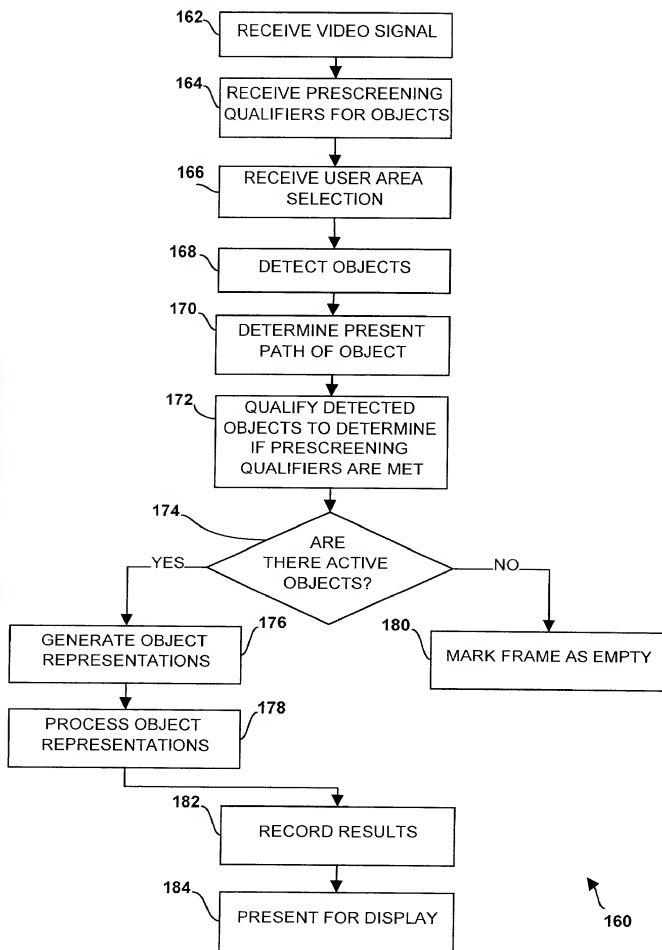 162
RECEIVE VIDEO SIGNAL
164
RECEIVE PRESCREENING
QUALIFIERS FOR OBJECTS
166
RECEIVE USER AREA
SELECTION
168
DETECT OBJECTS
170
DETERMINE PRESENT
PATH OF OBJECT
172
QUALIFY DETECTED
OBJECTS TO DETERMINE
IF PRESCREENING
QUALIFIERS ARE MET
174
ARE
THERE ACTIVE
OBJECTS?
YES
NO
GENERATE OBJECT
REPRESENTATIONS
176
180
MARK FRAME AS EMPTY
PROCESS OBJECT
REPRESENTATIONS
178
182
RECORD RESULTS
184
PRESENT FOR DISPLAY
160